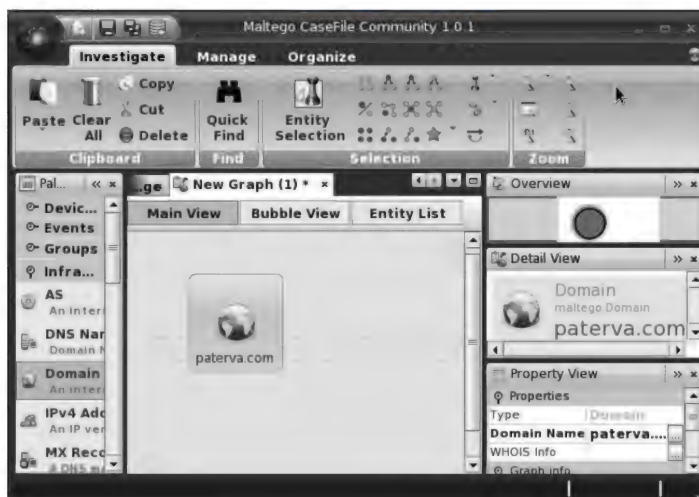 Maltego CaseFile Community 1.0.1
Investigate Manage Organize
Paste
Clear All
Copy
Cut
Delete
Quick Find
Entity Selection
Clipboard
Find
Selection
Zoom
Pal...
Devic...
Events
Groups
Infra...
AS
An inter
DNS Nar
Domain N
Domain
An inter
IPv4 Add
An IP ver
MX Recc
A DNS m
...ge New Graph (1) *
Main View Bubble View Entity List
paterva.com
Overview
Detail View
Domain
maltego.Domain
paterva.com
Property View
Properties
Type Domain
Domain Name paterva....
WHOIS Info
Graph info